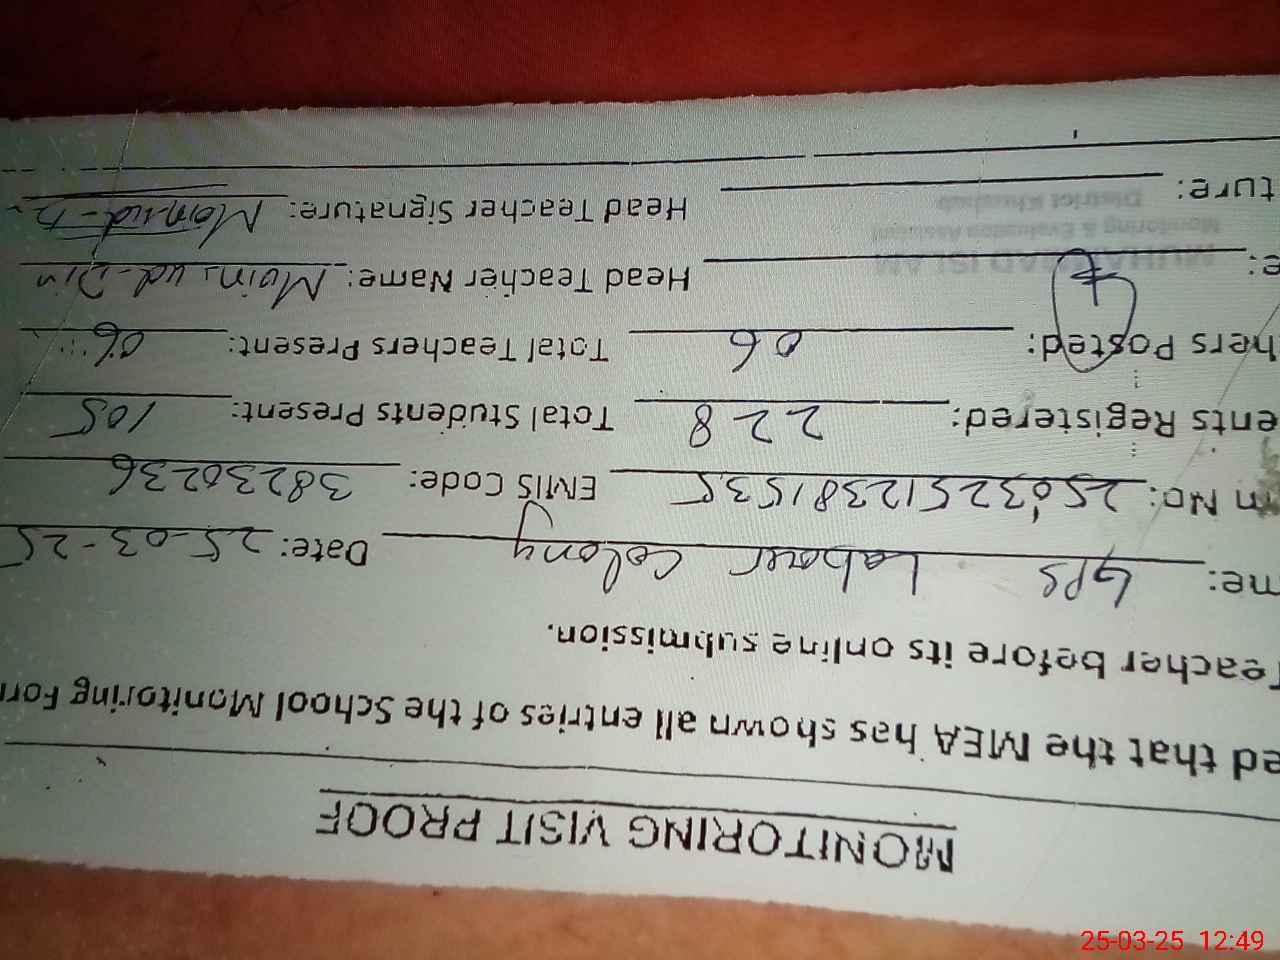 MONITORING VISIT PROOF
ed that the MEA has shown all entries of the School Monitoring Forr
Teacher before its online submission.
me: GPS Labour Colony Date: 25-03-25
n No: 25032512381535 EMIS Code: 38230236
ents Registered: 228 Total Students Present: 105
hers Posted: 06 Total Teachers Present: 06
e: Head Teacher Name: Moin-ud-Din
MUHAMMAD ISLAM
Monitoring & Evaluation Assistant
District Khushab
ture: Head Teacher Signature:
25-03-25 12:49